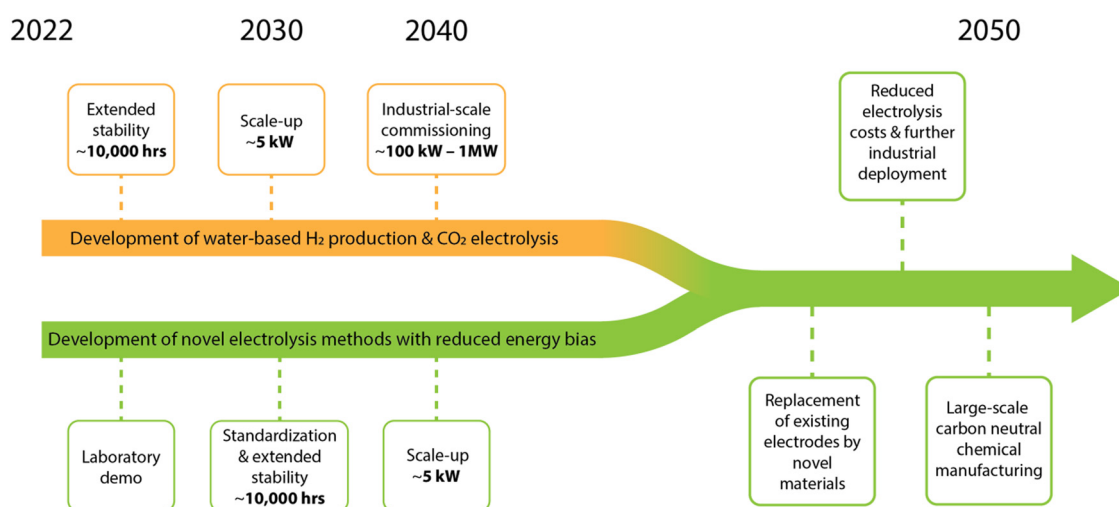 2022
2030
2040
2050
Extended
stability
~10,000 hrs
Scale-up
~5 kW
Industrial-scale
commissioning
~100 kW – 1MW
Reduced
electrolysis
costs & further
industrial
deployment
Development of water-based H₂ production & CO₂ electrolysis
Development of novel electrolysis methods with reduced energy bias
Laboratory
demo
Standardization
& extended
stability
~10,000 hrs
Scale-up
~5 kW
Replacement
of existing
electrodes by
novel
materials
Large-scale
carbon neutral
chemical
manufacturing